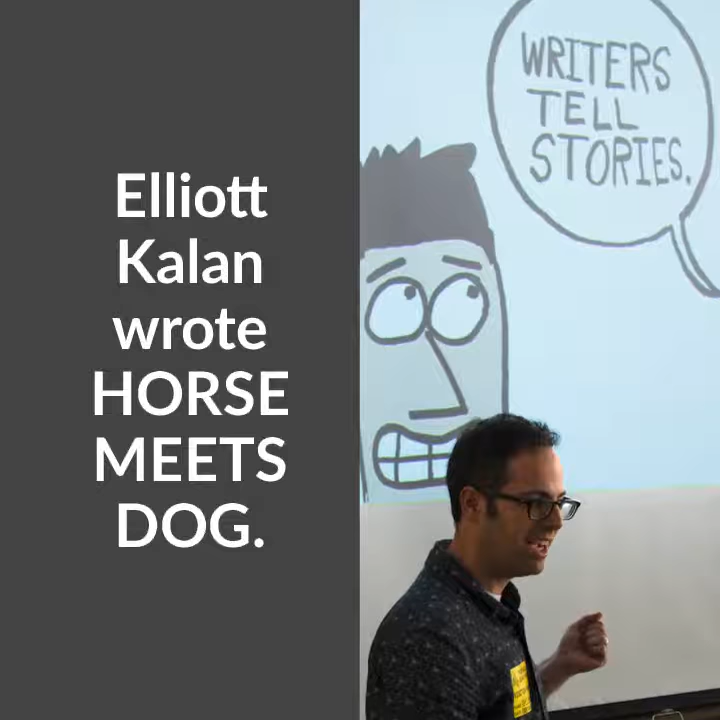 Elliott
Kalan
wrote
HORSE
MEETS
DOG.
WRITERS
TELL
STORIES.